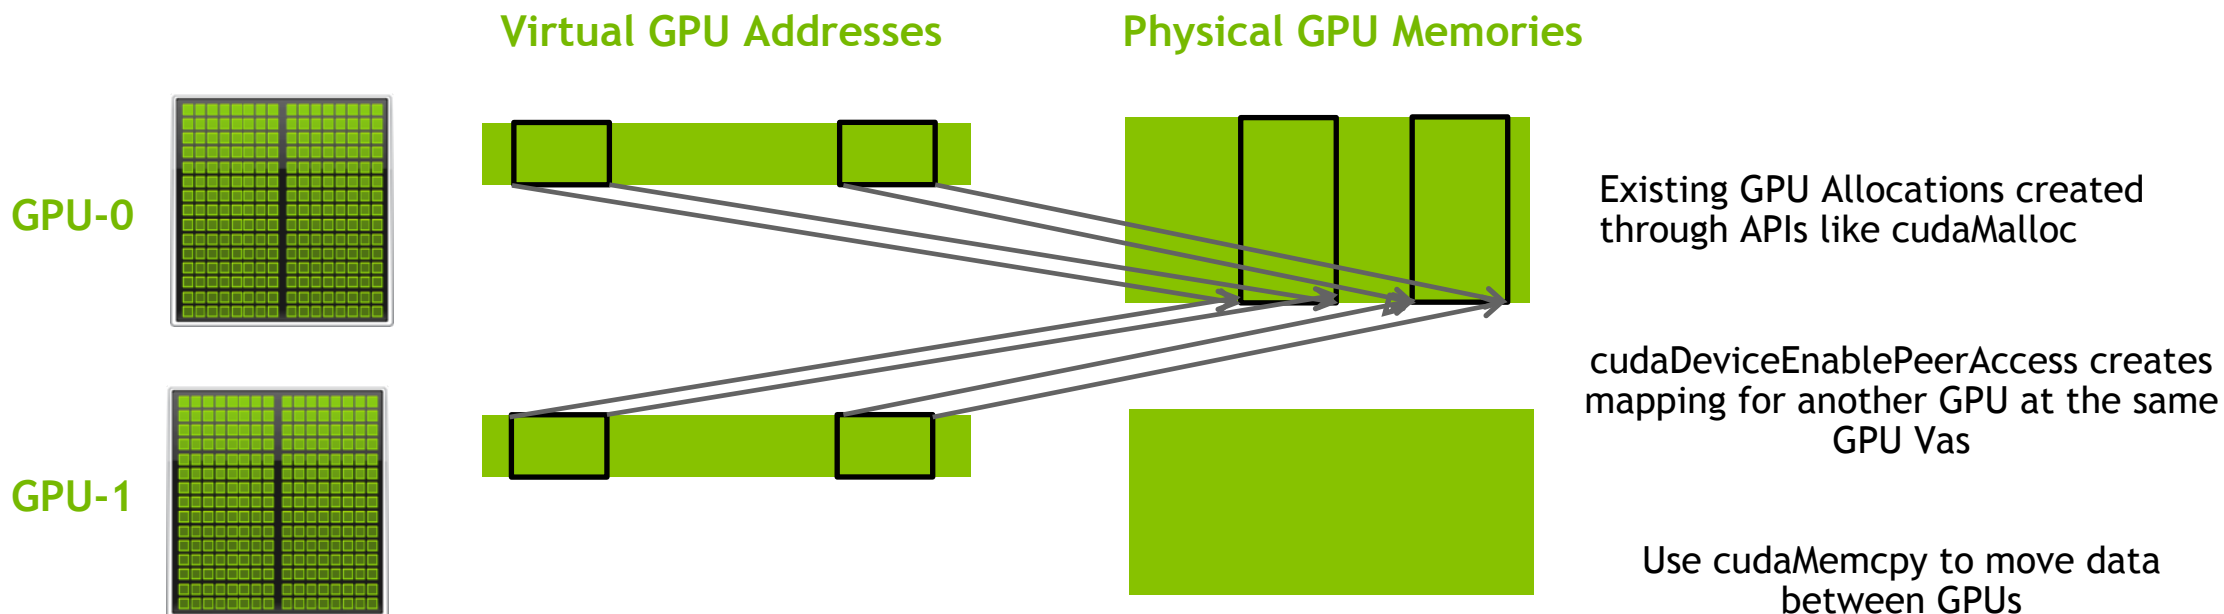 Virtual GPU Addresses
Physical GPU Memories
GPU-0
Existing GPU Allocations created
through APIs like cudaMalloc
cudaDeviceEnablePeerAccess creates
mapping for another GPU at the same
GPU Vas
GPU-1
Use cudaMemcpy to move data
between GPUs